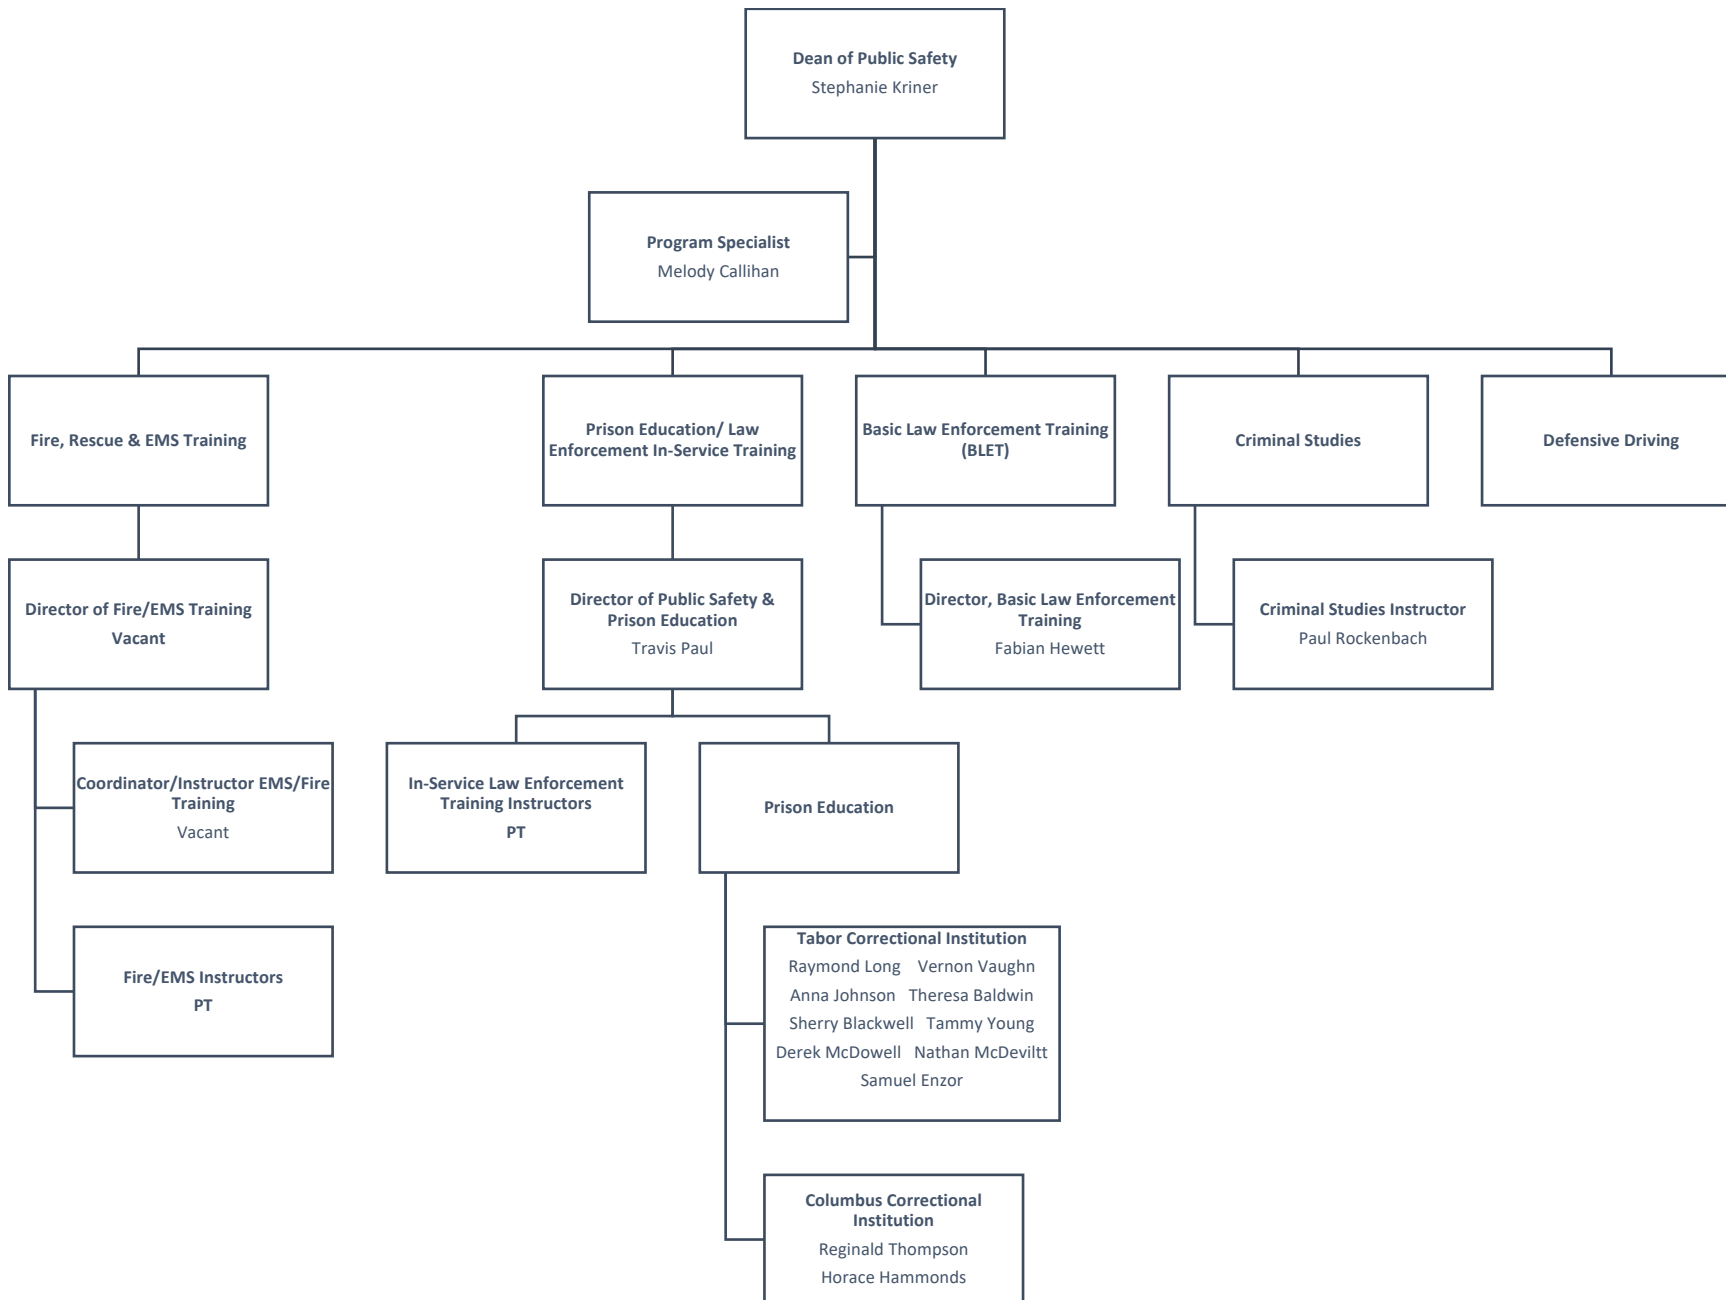 Dean of Public Safety
Stephanie Kriner
Program Specialist
Melody Callihan
Fire, Rescue & EMS Training
Prison Education/ Law
Enforcement In-Service Training
Basic Law Enforcement Training
(BLET)
Criminal Studies
Defensive Driving
Director of Fire/EMS Training
Vacant
Director of Public Safety &
Prison Education
Travis Paul
Director, Basic Law Enforcement
Training
Fabian Hewett
Criminal Studies Instructor
Paul Rockenbach
Coordinator/Instructor EMS/Fire
Training
Vacant
In-Service Law Enforcement
Training Instructors
PT
Prison Education
Fire/EMS Instructors
PT
Tabor Correctional Institution
Raymond Long Vernon Vaughn
Anna Johnson Theresa Baldwin
Sherry Blackwell Tammy Young
Derek McDowell Nathan McDeviltt
Samuel Enzor
Columbus Correctional
Institution
Reginald Thompson
Horace Hammonds